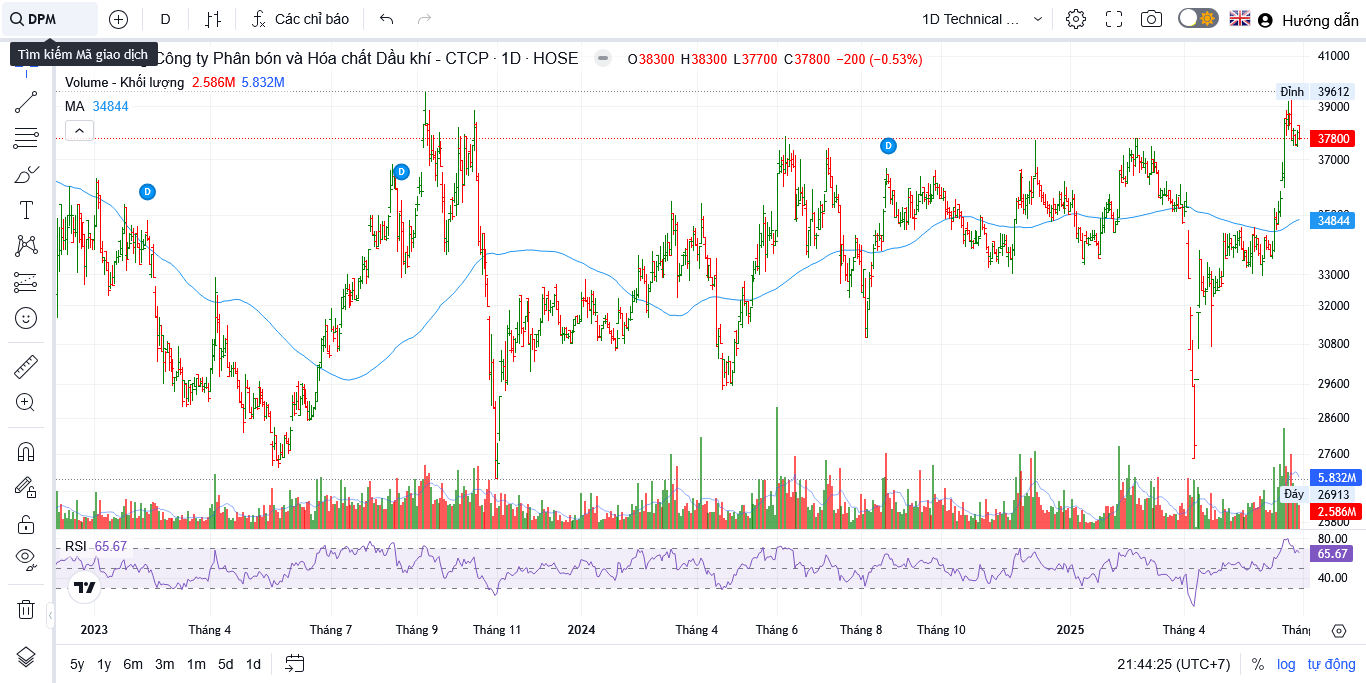 DPM
D
Các chỉ báo
1D Technical ...
Hướng dẫn
Tìm kiếm Mã giao dịch
Công ty Phân bón và Hóa chất Dầu khí - CTCP · 1D · HOSE
O38300 H38300 L37700 C37800 −200 (−0.53%)
Volume - Khối lượng 2.586M 5.832M
MA 34844
41000
Đỉnh 39612
39000
37800
37000
34844
33000
32000
30800
29600
28600
27600
5.832M
Đáy 26913
2.586M
25800
D
D
D
RSI 65.67
80.00
65.67
40.00
2023
Tháng 4
Tháng 7
Tháng 9
Tháng 11
2024
Tháng 4
Tháng 6
Tháng 8
Tháng 10
2025
Tháng 4
Thán
5y 1y 6m 3m 1m 5d 1d
21:44:25 (UTC+7)
% log tự động